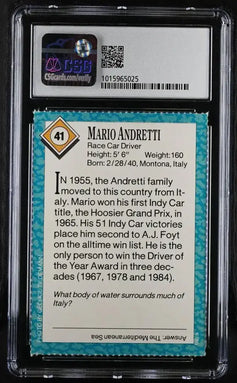 CSG
CSGcards.com/verify
1015965025
41
MARIO ANDRETTI
Race Car Driver
Height: 5' 6" Weight:160
Born: 2/28/40, Montona, Italy
IN 1955, the Andretti family
moved to this country from It-
aly. Mario won his first Indy Car
title, the Hoosier Grand Prix, in
1965. His 51 Indy Car victories
place him second to A.J. Foyt
on the alltime win list. He is the
only person to win the Driver of
the Year Award in three dec-
ades (1967, 1978 and 1984).
What body of water surrounds much of
Italy?
Answer: The Mediterranean Sea